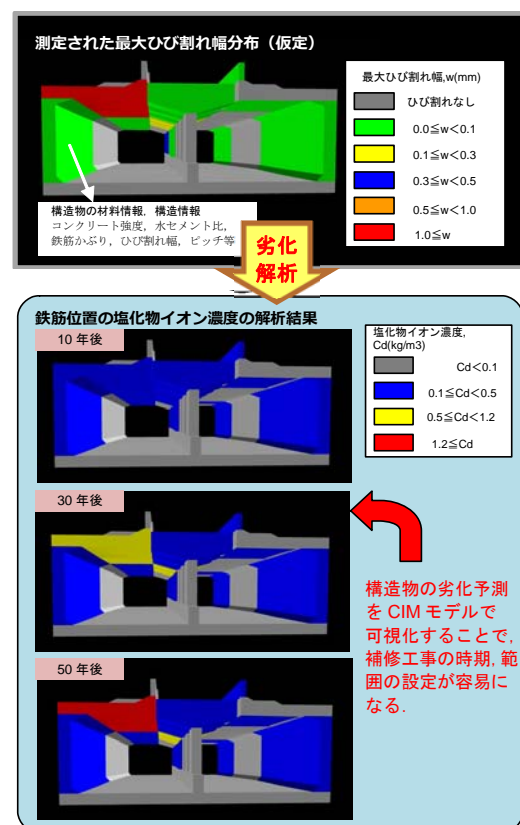 測定された最大ひび割れ幅分布（仮定）
最大ひび割れ幅,w(mm)
ひび割れなし
0.0≦w<0.1
0.1≦w<0.3
0.3≦w<0.5
0.5≦w<1.0
1.0≦w
構造物の材料情報，構造情報
コンクリート強度，水セメント比，
鉄筋かぶり，ひび割れ幅，ピッチ等
劣化
解析
鉄筋位置の塩化物イオン濃度の解析結果
10 年後
塩化物イオン濃度,
Cd(kg/m3)
Cd<0.1
0.1≦Cd<0.5
0.5≦Cd<1.2
1.2≦Cd
30 年後
構造物の劣化予測
を CIM モデルで
可視化することで,
補修工事の時期, 範
囲の設定が容易に
なる.
50 年後